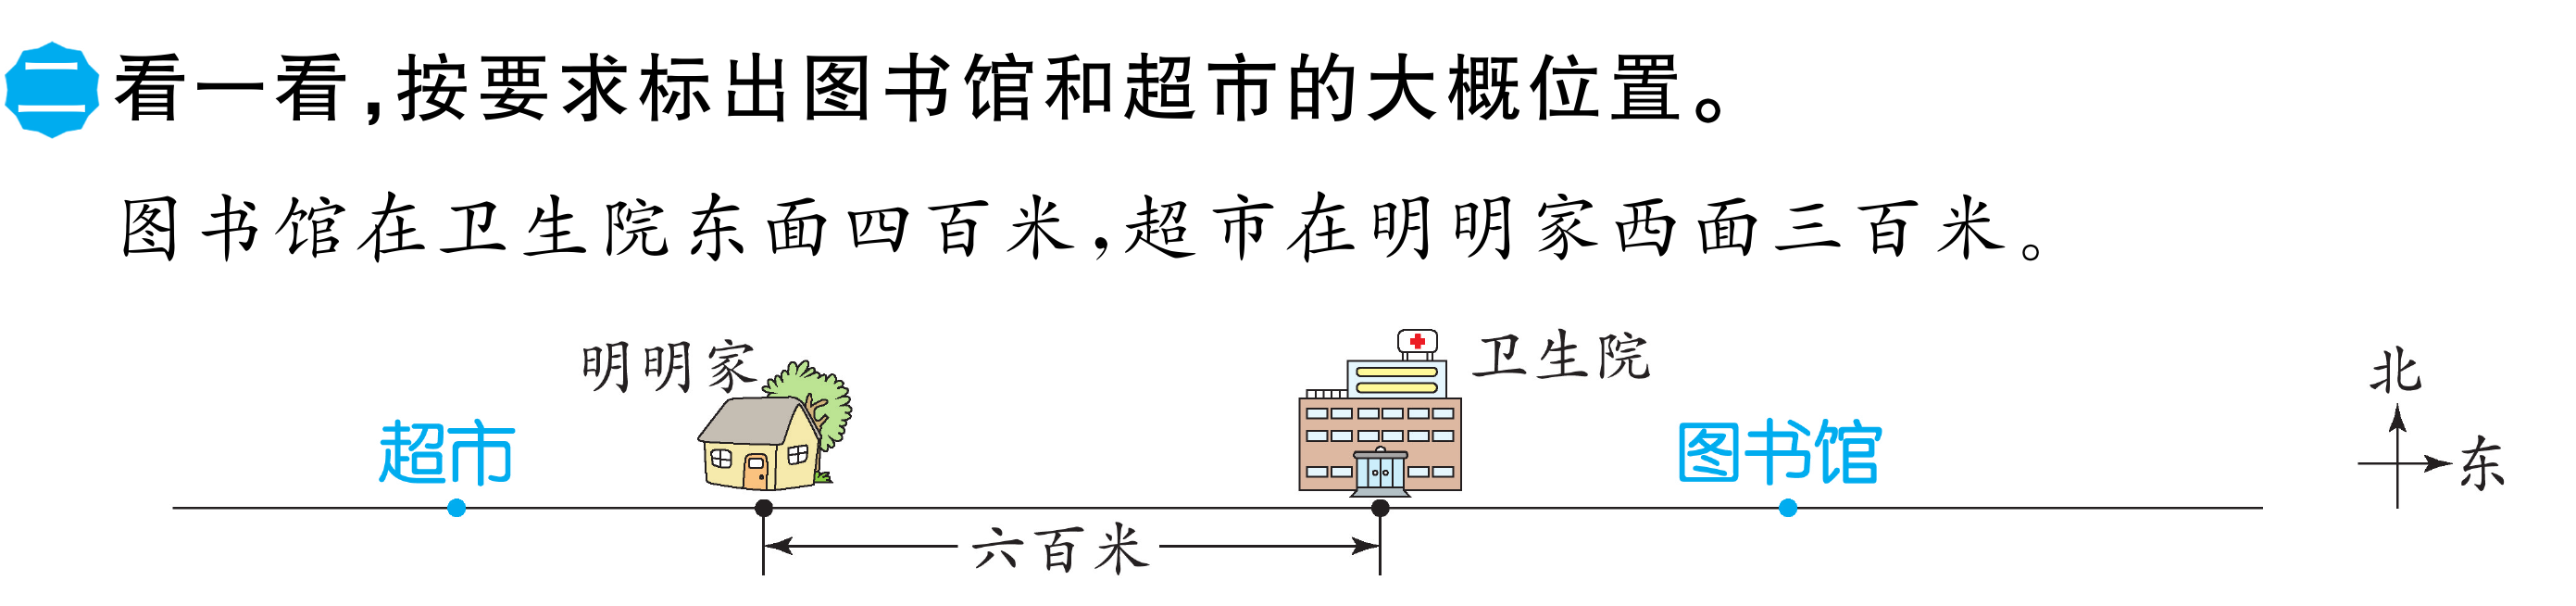 二 看一看,按要求标出图书馆和超市的大概位置。
图书馆在卫生院东面四百米,超市在明明家西面三百米。
明明家 卫生院 北
超市 图书馆 东
六百米